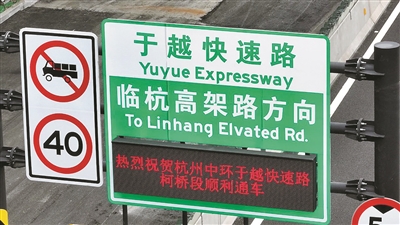 于越快速路
Yuyue Expressway
临杭高架路方向
To Linhang Elvated Rd.
40
热烈祝贺杭州中环于越快速路
柯桥段顺利通车